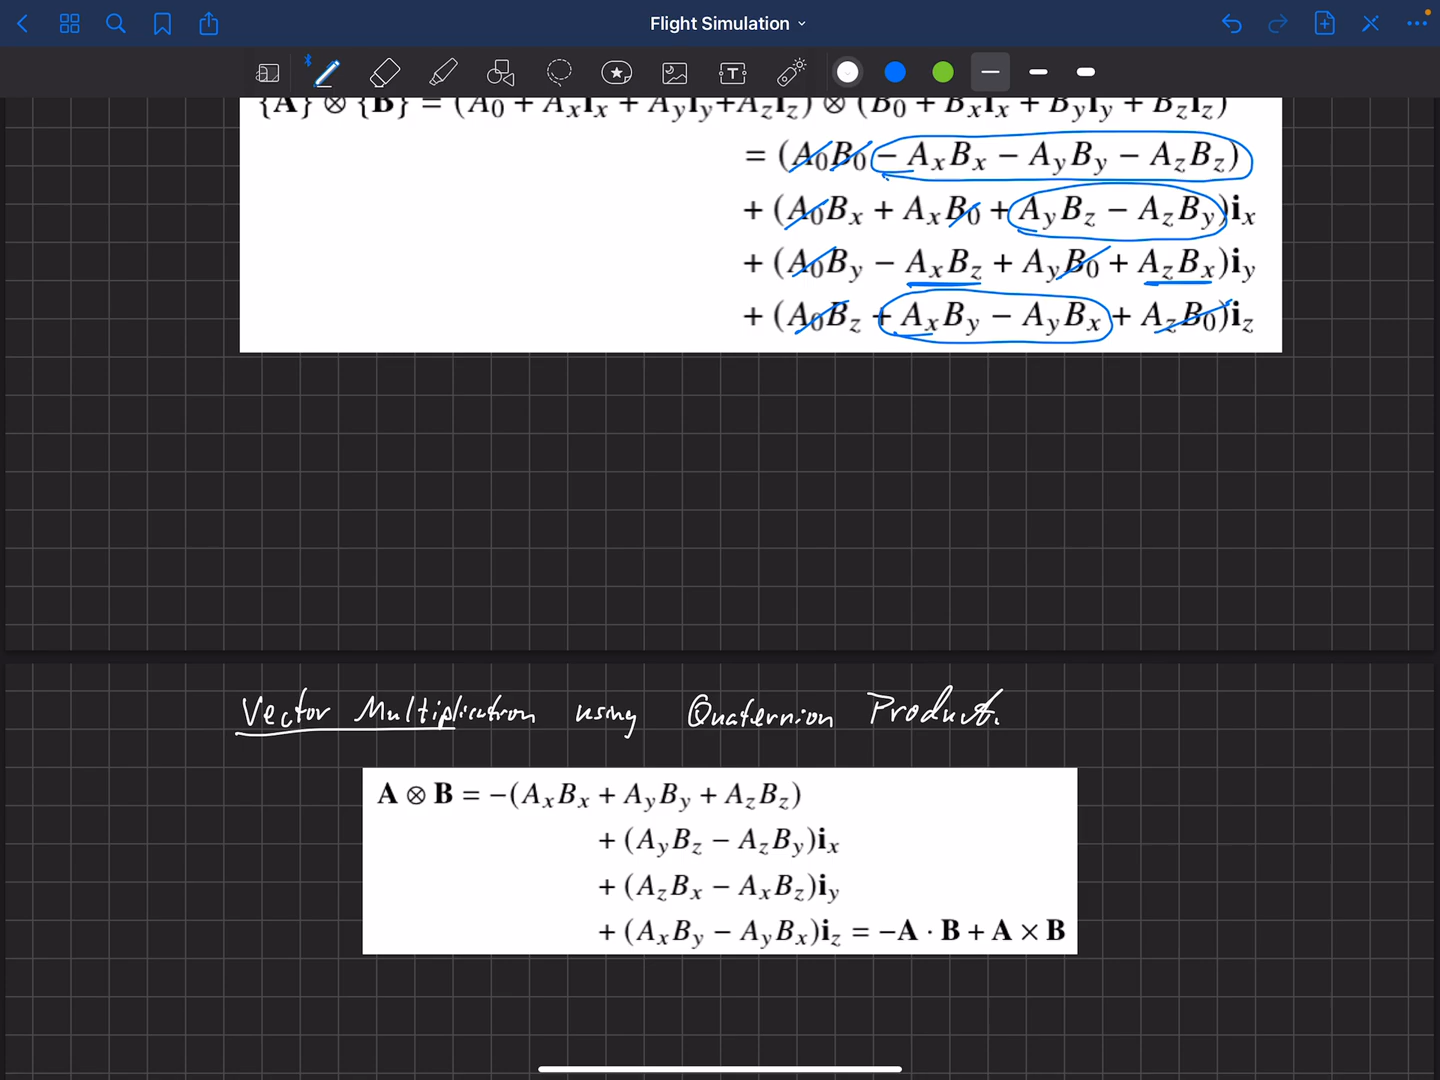 Flight Simulation
{A} ⊗ {B} = (A₀ + Aₓiₓ + A_yi_y+A_zi_z) ⊗ (B₀ + Bₓiₓ + B_yi_y + B_zi_z)
= (A₀B₀ − AₓBₓ − A_yB_y − A_zB_z)
+ (A₀Bₓ + AₓB₀ + A_yB_z − A_zB_y)iₓ
+ (A₀B_y − AₓB_z + A_yB₀ + A_zBₓ)i_y
+ (A₀B_z + AₓB_y − A_yBₓ + A_zB₀)i_z
Vector Multiplication using Quaternion Product.
A ⊗ B = −(AₓBₓ + A_yB_y + A_zB_z)
+ (A_yB_z − A_zB_y)iₓ
+ (A_zBₓ − AₓB_z)i_y
+ (AₓB_y − A_yBₓ)i_z = −A · B + A × B